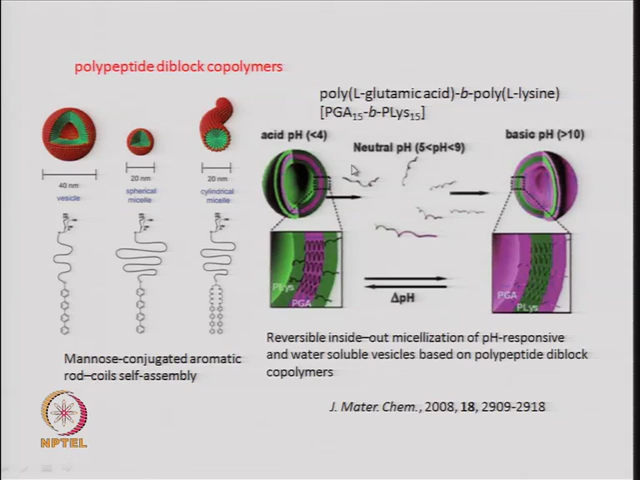 polypeptide diblock copolymers
40 nm
vesicle
20 nm
spherical
micelle
20 nm
cylindrical
micelle
Mannose-conjugated aromatic
rod–coils self-assembly
poly(L-glutamic acid)-b-poly(L-lysine)
[PGA15-b-PLys15]
acid pH (<4)
Neutral pH (5<pH<9)
basic pH (>10)
PLys
PGA
ΔpH
PGA
PLys
Reversible inside–out micellization of pH-responsive
and water soluble vesicles based on polypeptide diblock
copolymers
J. Mater. Chem., 2008, 18, 2909-2918
NPTEL